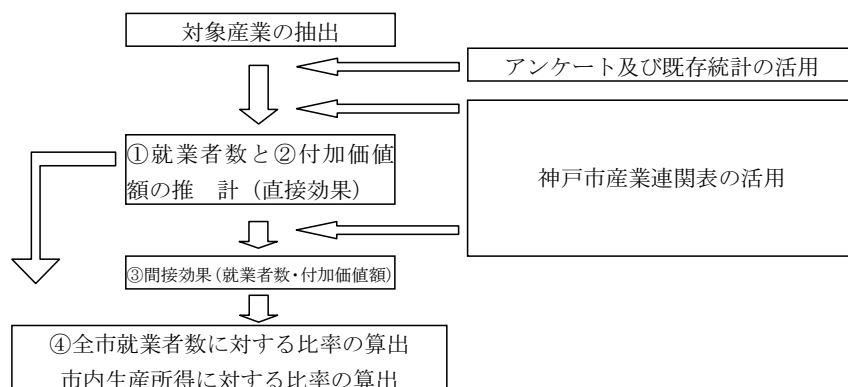 対象産業の抽出
アンケート及び既存統計の活用
①就業者数と②付加価値
額の推　計（直接効果）
神戸市産業連関表の活用
③間接効果（就業者数・付加価値額）
④全市就業者数に対する比率の算出
市内生産所得に対する比率の算出